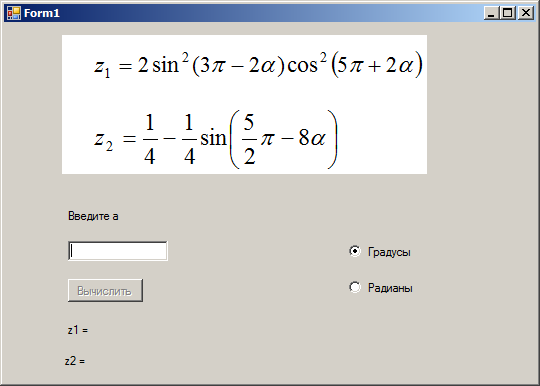 Form1
z₁ = 2 sin² (3π − 2α) cos² (5π + 2α)
z₂ = 1/4 − 1/4 sin(5/2 π − 8α)
Введите а
Градусы
Вычислить
Радианы
z1 =
z2 =